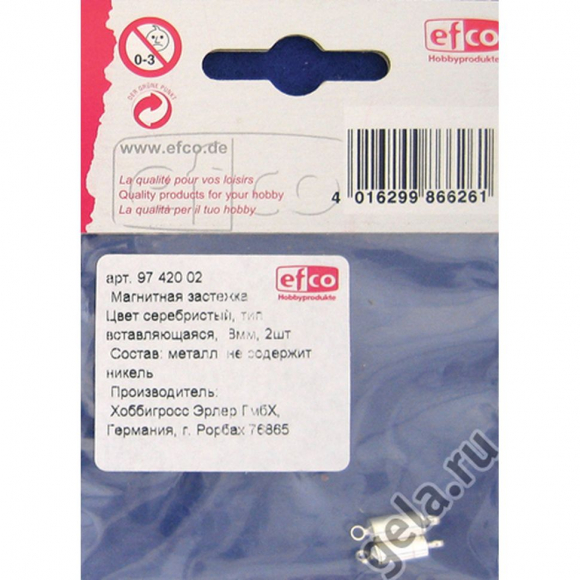 0-3
DER GRÜNE PUNKT
efco
Hobbyprodukte
www.efco.de
efco
La qualité pour vos loisirs
Quality products for your hobby
La qualità per il tuo hobby
4 016299 866261
арт. 97 420 02
efco
Hobbyprodukte
Магнитная застежка
Цвет серебристый, тип
вставляющаяся, 8мм, 2шт
Состав: металл не содержит
никель
Производитель:
Хоббигросс Эрлер ГмбХ,
Германия, г. Рорбах 76865
gela.ru